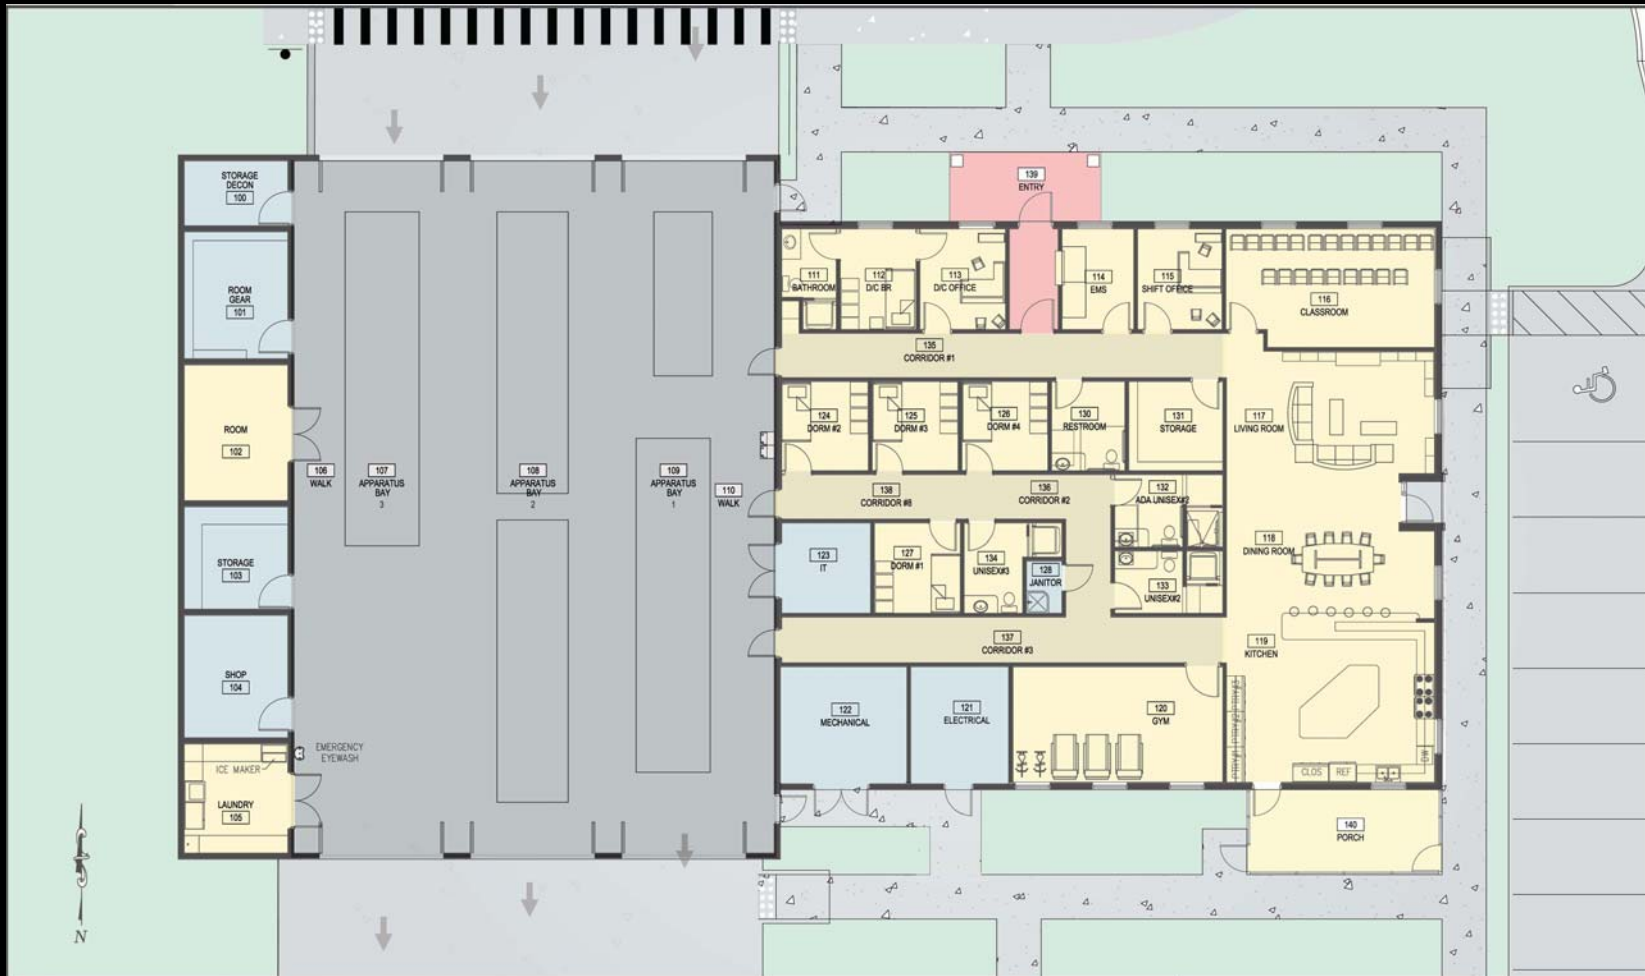 STORAGE
DECON
100
ROOM
GEAR
101
ROOM
102
STORAGE
103
SHOP
104
ICE MAKER
LAUNDRY
105
EMERGENCY
EYEWASH
106
WALK
107
APPARATUS
BAY
3
108
APPARATUS
BAY
2
109
APPARATUS
BAY
1
110
WALK
139
ENTRY
111
BATHROOM
112
D/C BR
113
D/C OFFICE
114
EMS
115
SHIFT OFFICE
116
CLASSROOM
135
CORRIDOR #1
124
DORM #2
125
DORM #3
126
DORM #4
130
RESTROOM
131
STORAGE
117
LIVING ROOM
138
CORRIDOR #8
136
CORRIDOR #2
132
ADA UNISEX#2
123
IT
127
DORM #1
134
UNISEX#3
128
JANITOR
133
UNISEX#2
118
DINING ROOM
137
CORRIDOR #3
119
KITCHEN
122
MECHANICAL
121
ELECTRICAL
120
GYM
CLOS
REF
DW
140
PORCH
N